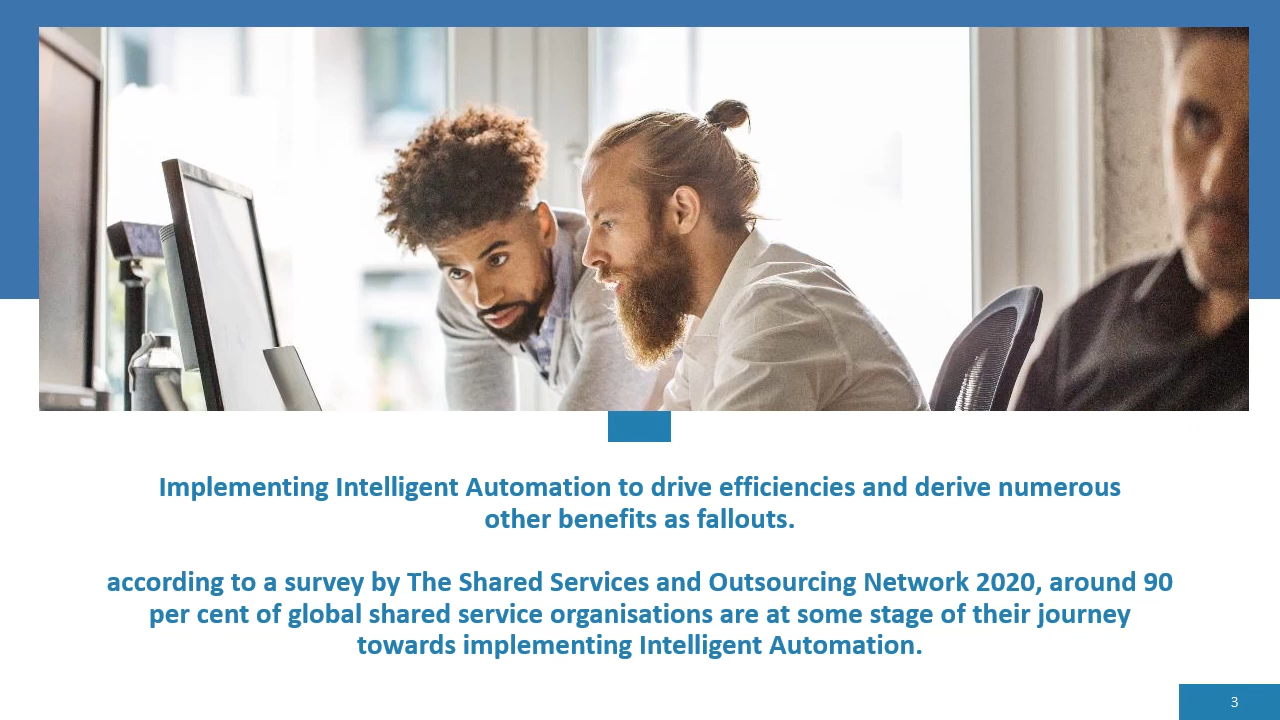 Implementing Intelligent Automation to drive efficiencies and derive numerous
other benefits as fallouts.
according to a survey by The Shared Services and Outsourcing Network 2020, around 90
per cent of global shared service organisations are at some stage of their journey
towards implementing Intelligent Automation.
3